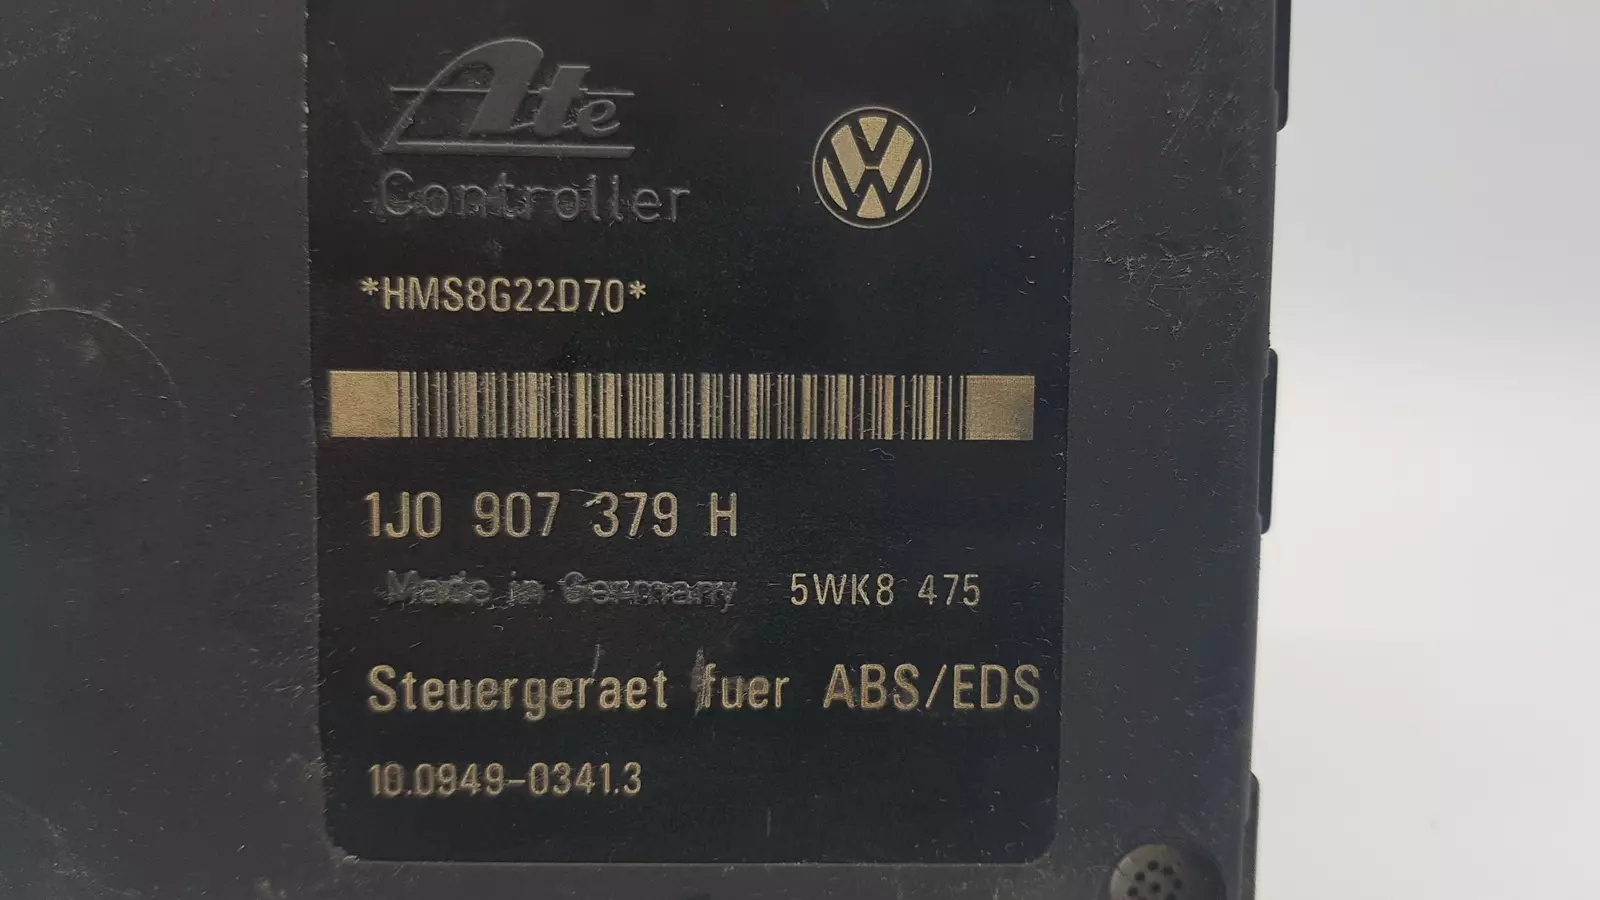 Ate
Controller
*HMS8G22D70*
1J0 907 379 H
Made in Germany 5WK8 475
Steuergeraet fuer ABS/EDS
10.0949-0341.3